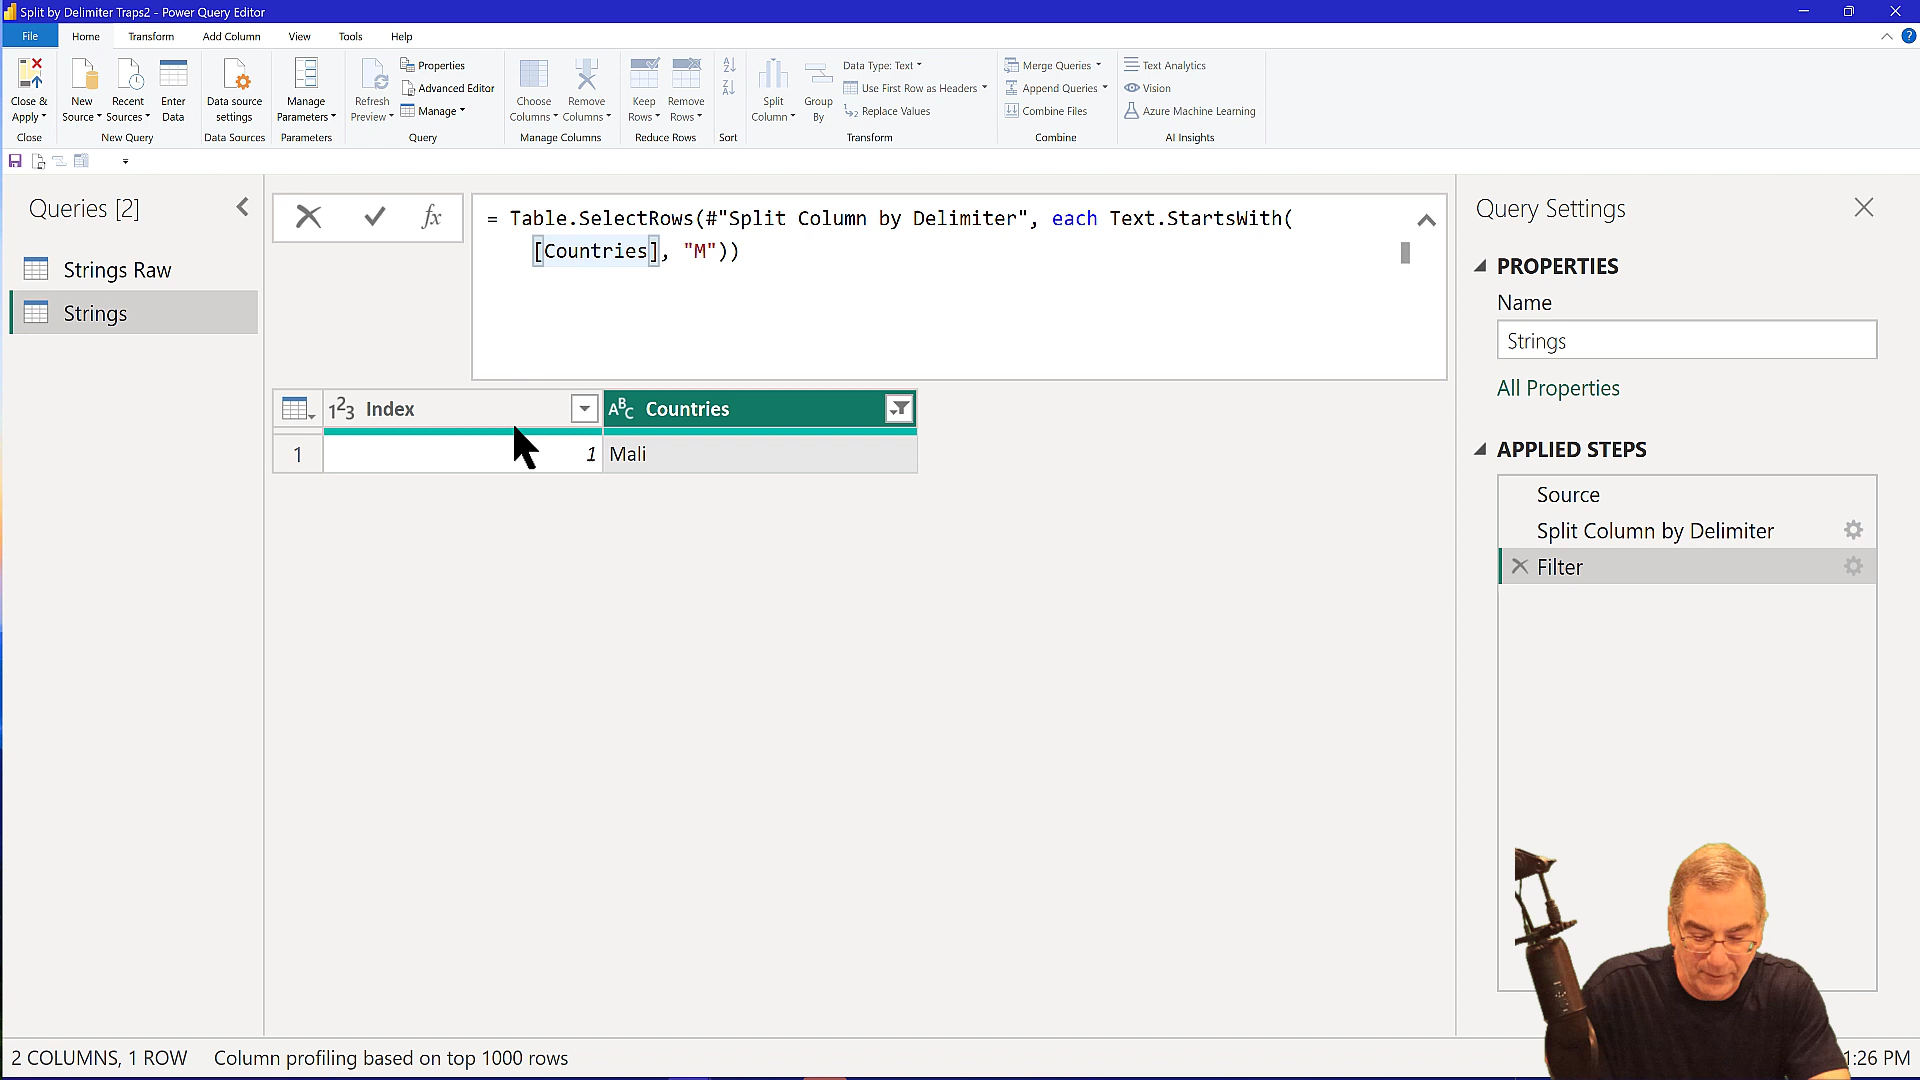 Split by Delimiter Traps2 - Power Query Editor
File Home Transform Add Column View Tools Help
Close & Apply
Close
New Source
Recent Sources
Enter Data
New Query
Data source settings
Data Sources
Manage Parameters
Parameters
Refresh Preview
Properties
Advanced Editor
Manage
Query
Choose Columns
Remove Columns
Manage Columns
Keep Rows
Remove Rows
Reduce Rows
Sort
Split Column
Group By
Data Type: Text
Use First Row as Headers
Replace Values
Transform
Merge Queries
Append Queries
Combine Files
Combine
Text Analytics
Vision
Azure Machine Learning
AI Insights
Queries [2]
Strings Raw
Strings
fx
= Table.SelectRows(#"Split Column by Delimiter", each Text.StartsWith(
[Countries], "M"))
123 Index
ABC Countries
1 1 Mali
Query Settings
PROPERTIES
Name
Strings
All Properties
APPLIED STEPS
Source
Split Column by Delimiter
Filter
2 COLUMNS, 1 ROW Column profiling based on top 1000 rows
1:26 PM